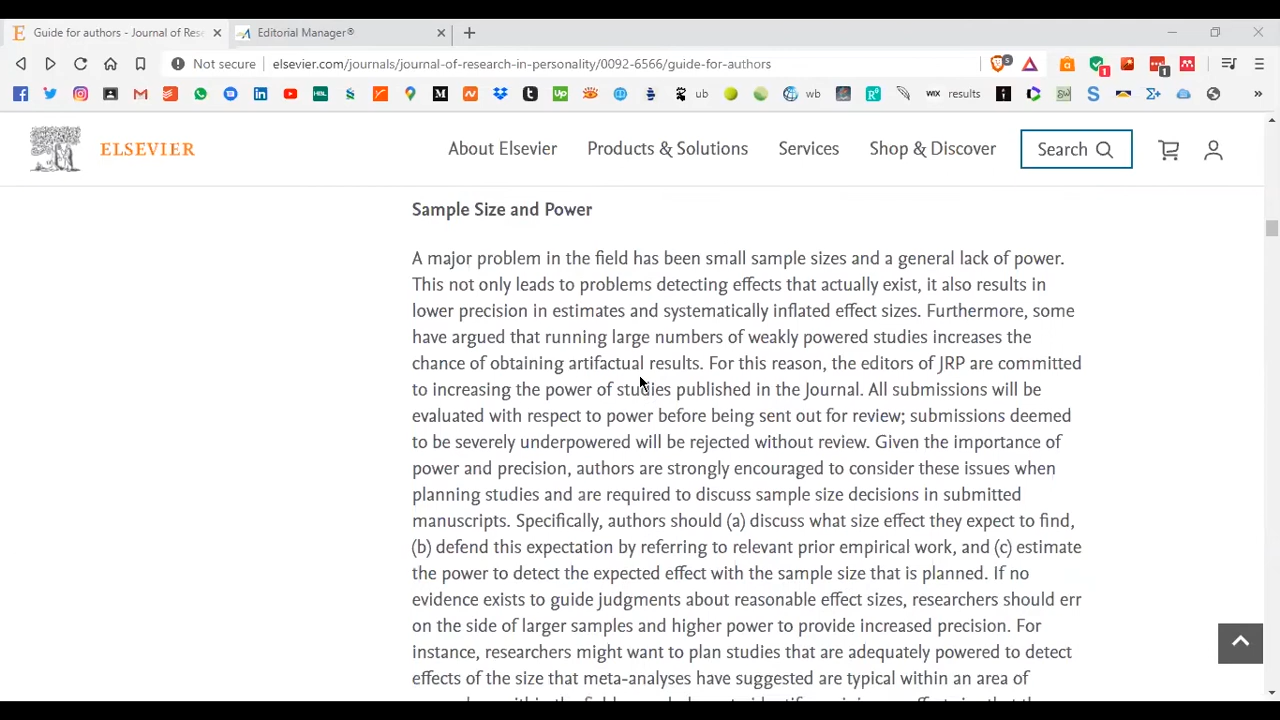 Guide for authors - Journal of Rese
Editorial Manager®
Not secure
elsevier.com/journals/journal-of-research-in-personality/0092-6566/guide-for-authors
ub
wb
WIX
results
ELSEVIER
About Elsevier
Products & Solutions
Services
Shop & Discover
Search
Sample Size and Power
A major problem in the field has been small sample sizes and a general lack of power.
This not only leads to problems detecting effects that actually exist, it also results in
lower precision in estimates and systematically inflated effect sizes. Furthermore, some
have argued that running large numbers of weakly powered studies increases the
chance of obtaining artifactual results. For this reason, the editors of JRP are committed
to increasing the power of studies published in the Journal. All submissions will be
evaluated with respect to power before being sent out for review; submissions deemed
to be severely underpowered will be rejected without review. Given the importance of
power and precision, authors are strongly encouraged to consider these issues when
planning studies and are required to discuss sample size decisions in submitted
manuscripts. Specifically, authors should (a) discuss what size effect they expect to find,
(b) defend this expectation by referring to relevant prior empirical work, and (c) estimate
the power to detect the expected effect with the sample size that is planned. If no
evidence exists to guide judgments about reasonable effect sizes, researchers should err
on the side of larger samples and higher power to provide increased precision. For
instance, researchers might want to plan studies that are adequately powered to detect
effects of the size that meta-analyses have suggested are typical within an area of